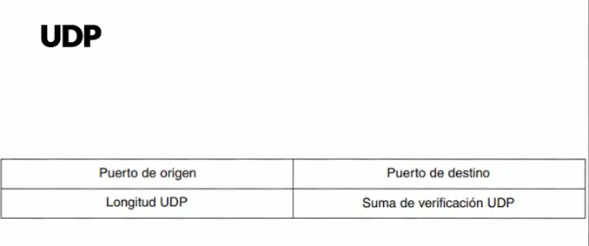 UDP
Puerto de origen Puerto de destino
Longitud UDP Suma de verificación UDP